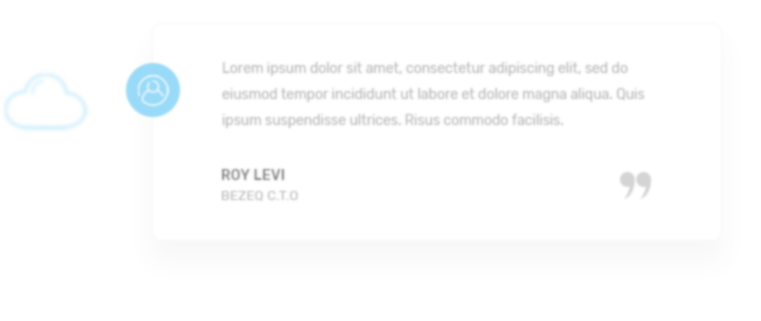 Lorem ipsum dolor sit amet, consectetur adipiscing elit, sed do
eiusmod tempor incididunt ut labore et dolore magna aliqua. Quis
ipsum suspendisse ultrices. Risus commodo facilisis.
ROY LEVI
BEZEQ C.T.O